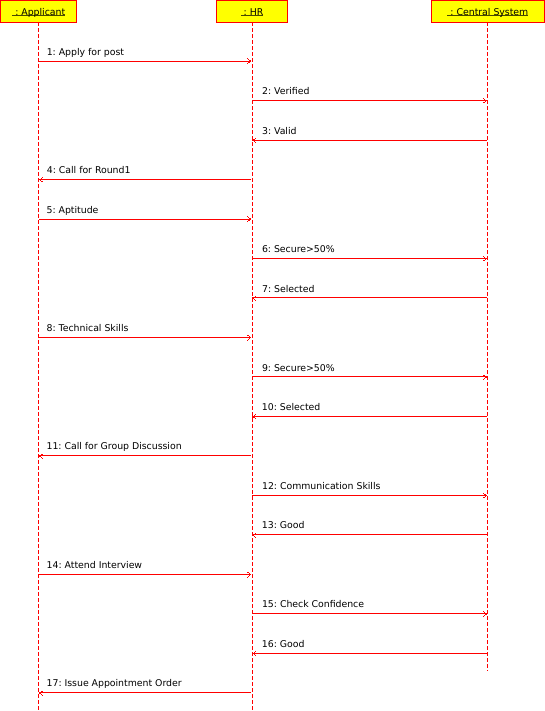 : Applicant
: HR
: Central System
1: Apply for post
2: Verified
3: Valid
4: Call for Round1
5: Aptitude
6: Secure>50%
7: Selected
8: Technical Skills
9: Secure>50%
10: Selected
11: Call for Group Discussion
12: Communication Skills
13: Good
14: Attend Interview
15: Check Confidence
16: Good
17: Issue Appointment Order